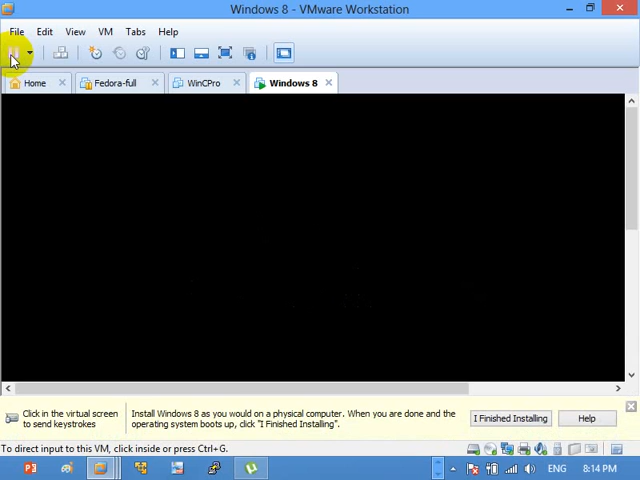 Windows 8 - VMware Workstation
File Edit View VM Tabs Help
Home Fedora-full WinCPro Windows 8
Click in the virtual screen
to send keystrokes
Install Windows 8 as you would on a physical computer. When you are done and the
operating system boots up, click "I Finished Installing".
I Finished Installing
Help
To direct input to this VM, click inside or press Ctrl+G.
ENG 8:14 PM